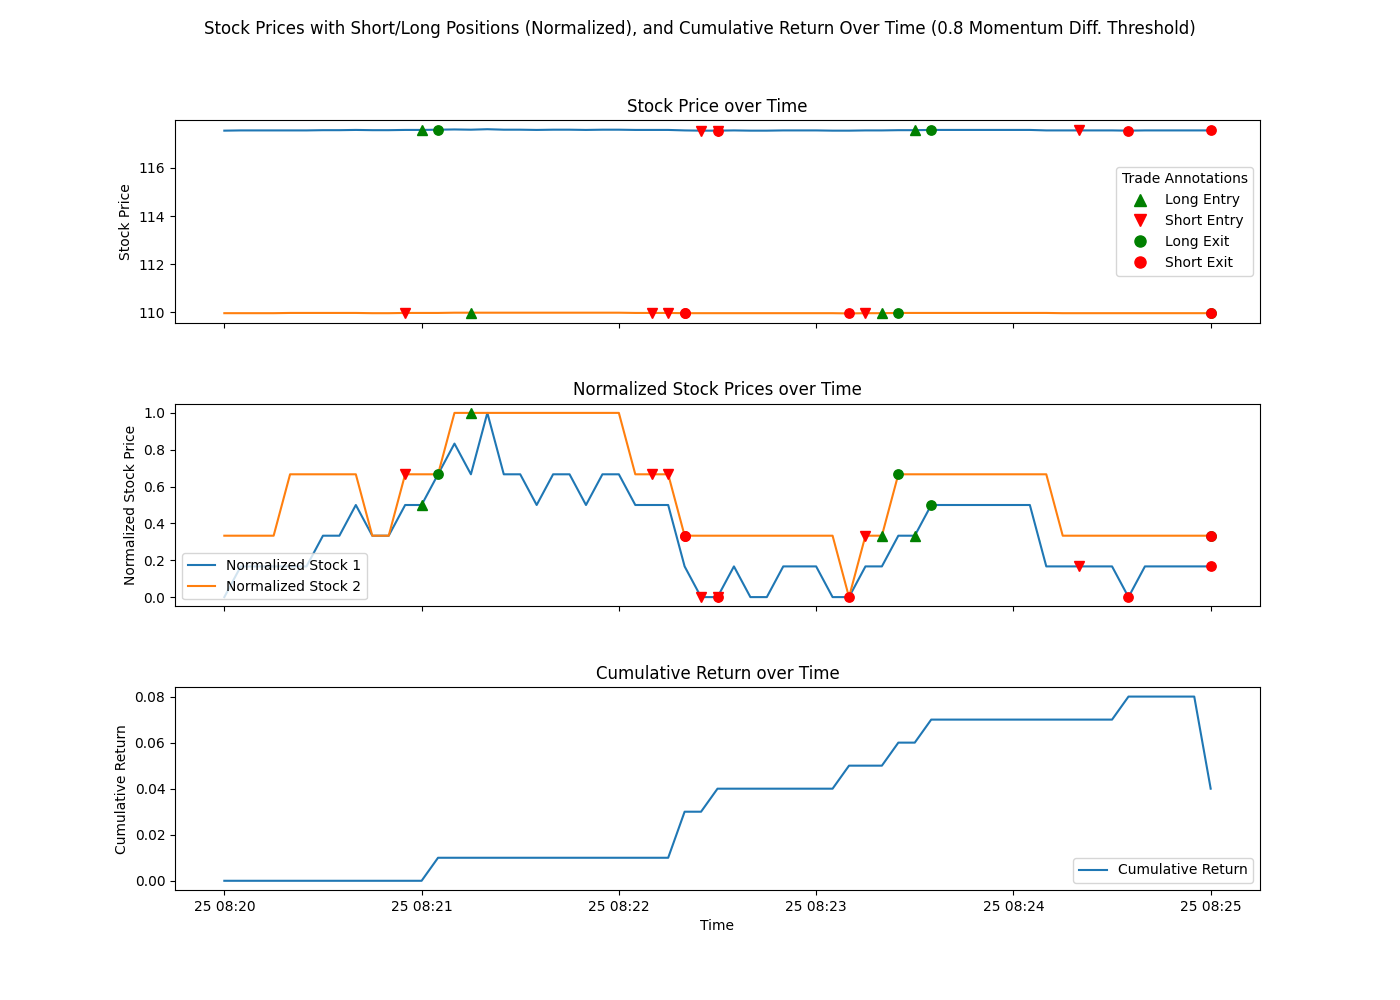 Stock Prices with Short/Long Positions (Normalized), and Cumulative Return Over Time (0.8 Momentum Diff. Threshold)
Stock Price over Time
Stock Price
116
114
112
110
Trade Annotations
Long Entry
Short Entry
Long Exit
Short Exit
Normalized Stock Prices over Time
Normalized Stock Price
1.0
0.8
0.6
0.4
0.2
0.0
Normalized Stock 1
Normalized Stock 2
Cumulative Return over Time
Cumulative Return
0.08
0.06
0.04
0.02
0.00
Cumulative Return
25 08:20
25 08:21
25 08:22
25 08:23
25 08:24
25 08:25
Time